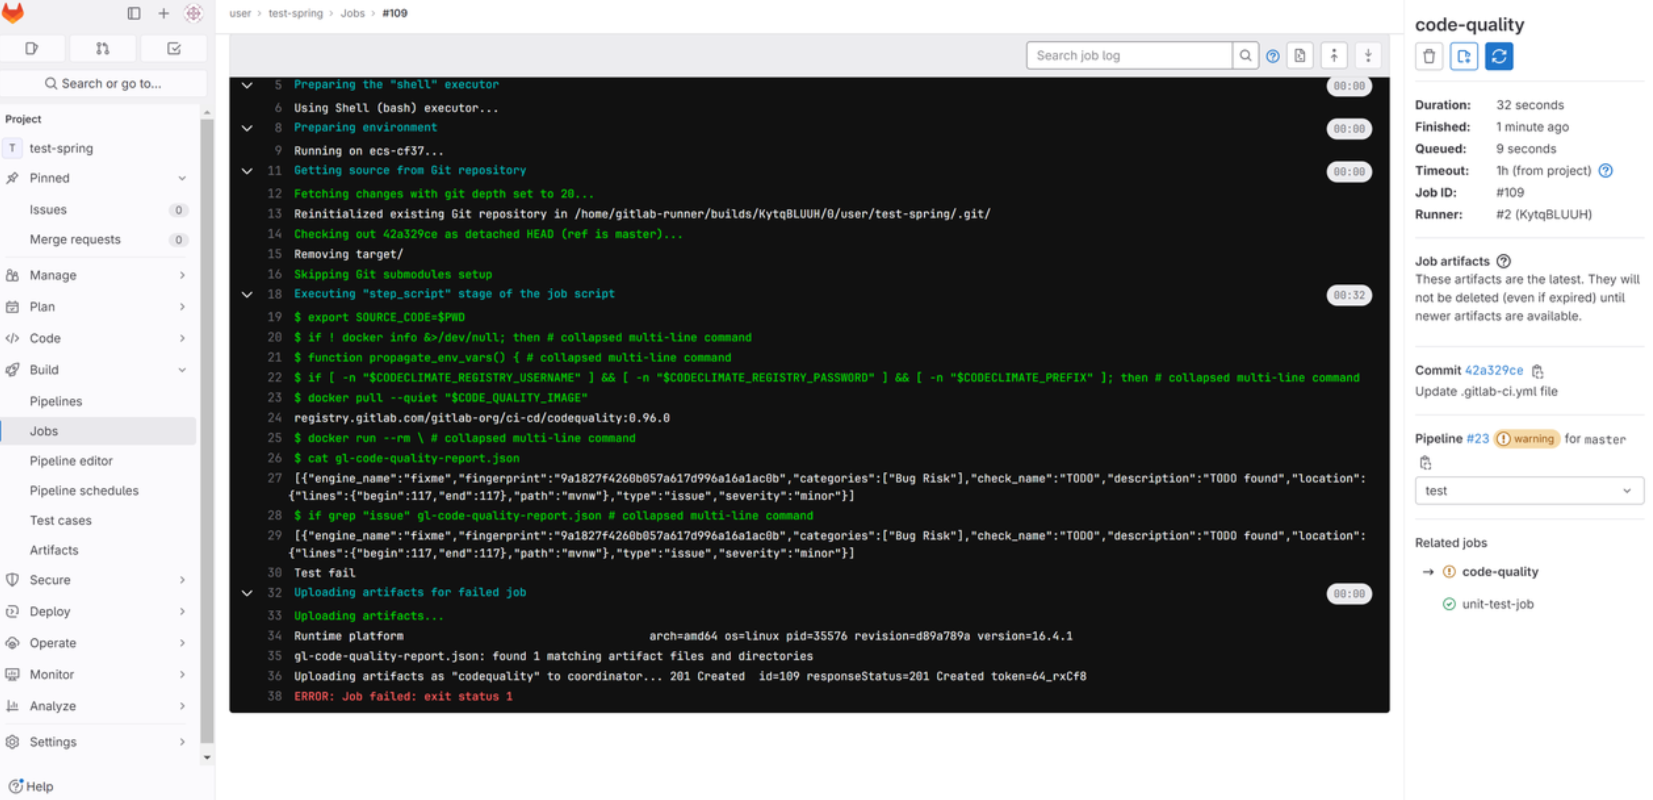 user > test-spring > Jobs > #109
Search or go to...
Project
T test-spring
Pinned
Issues 0
Merge requests 0
Manage
Plan
Code
Build
Pipelines
Jobs
Pipeline editor
Pipeline schedules
Test cases
Artifacts
Secure
Deploy
Operate
Monitor
Analyze
Settings
Help
Search job log
5 Preparing the "shell" executor 00:00
6 Using Shell (bash) executor...
8 Preparing environment 00:00
9 Running on ecs-cf37...
11 Getting source from Git repository 00:00
12 Fetching changes with git depth set to 20...
13 Reinitialized existing Git repository in /home/gitlab-runner/builds/KytqBLUUH/0/user/test-spring/.git/
14 Checking out 42a329ce as detached HEAD (ref is master)...
15 Removing target/
16 Skipping Git submodules setup
18 Executing "step_script" stage of the job script 00:32
19 $ export SOURCE_CODE=$PWD
20 $ if ! docker info &>/dev/null; then # collapsed multi-line command
21 $ function propagate_env_vars() { # collapsed multi-line command
22 $ if [ -n "$CODECLIMATE_REGISTRY_USERNAME" ] && [ -n "$CODECLIMATE_REGISTRY_PASSWORD" ] && [ -n "$CODECLIMATE_PREFIX" ]; then # collapsed multi-line command
23 $ docker pull --quiet "$CODE_QUALITY_IMAGE"
24 registry.gitlab.com/gitlab-org/ci-cd/codequality:0.96.0
25 $ docker run --rm \ # collapsed multi-line command
26 $ cat gl-code-quality-report.json
27 [{"engine_name":"fixme","fingerprint":"9a1827f4260b057a617d996a16a1ac0b","categories":["Bug Risk"],"check_name":"TODO","description":"TODO found","location":
{"lines":{"begin":117,"end":117},"path":"mvnw"},"type":"issue","severity":"minor"}]
28 $ if grep "issue" gl-code-quality-report.json # collapsed multi-line command
29 [{"engine_name":"fixme","fingerprint":"9a1827f4260b057a617d996a16a1ac0b","categories":["Bug Risk"],"check_name":"TODO","description":"TODO found","location":
{"lines":{"begin":117,"end":117},"path":"mvnw"},"type":"issue","severity":"minor"}]
30 Test fail
32 Uploading artifacts for failed job 00:00
33 Uploading artifacts...
34 Runtime platform arch=amd64 os=linux pid=35576 revision=d89a789a version=16.4.1
35 gl-code-quality-report.json: found 1 matching artifact files and directories
36 Uploading artifacts as "codequality" to coordinator... 201 Created id=109 responseStatus=201 Created token=64_rxCf8
38 ERROR: Job failed: exit status 1
code-quality
Duration: 32 seconds
Finished: 1 minute ago
Queued: 9 seconds
Timeout: 1h (from project)
Job ID: #109
Runner: #2 (KytqBLUUH)
Job artifacts
These artifacts are the latest. They will
not be deleted (even if expired) until
newer artifacts are available.
Commit 42a329ce
Update .gitlab-ci.yml file
Pipeline #23 warning for master
test
Related jobs
→ code-quality
unit-test-job